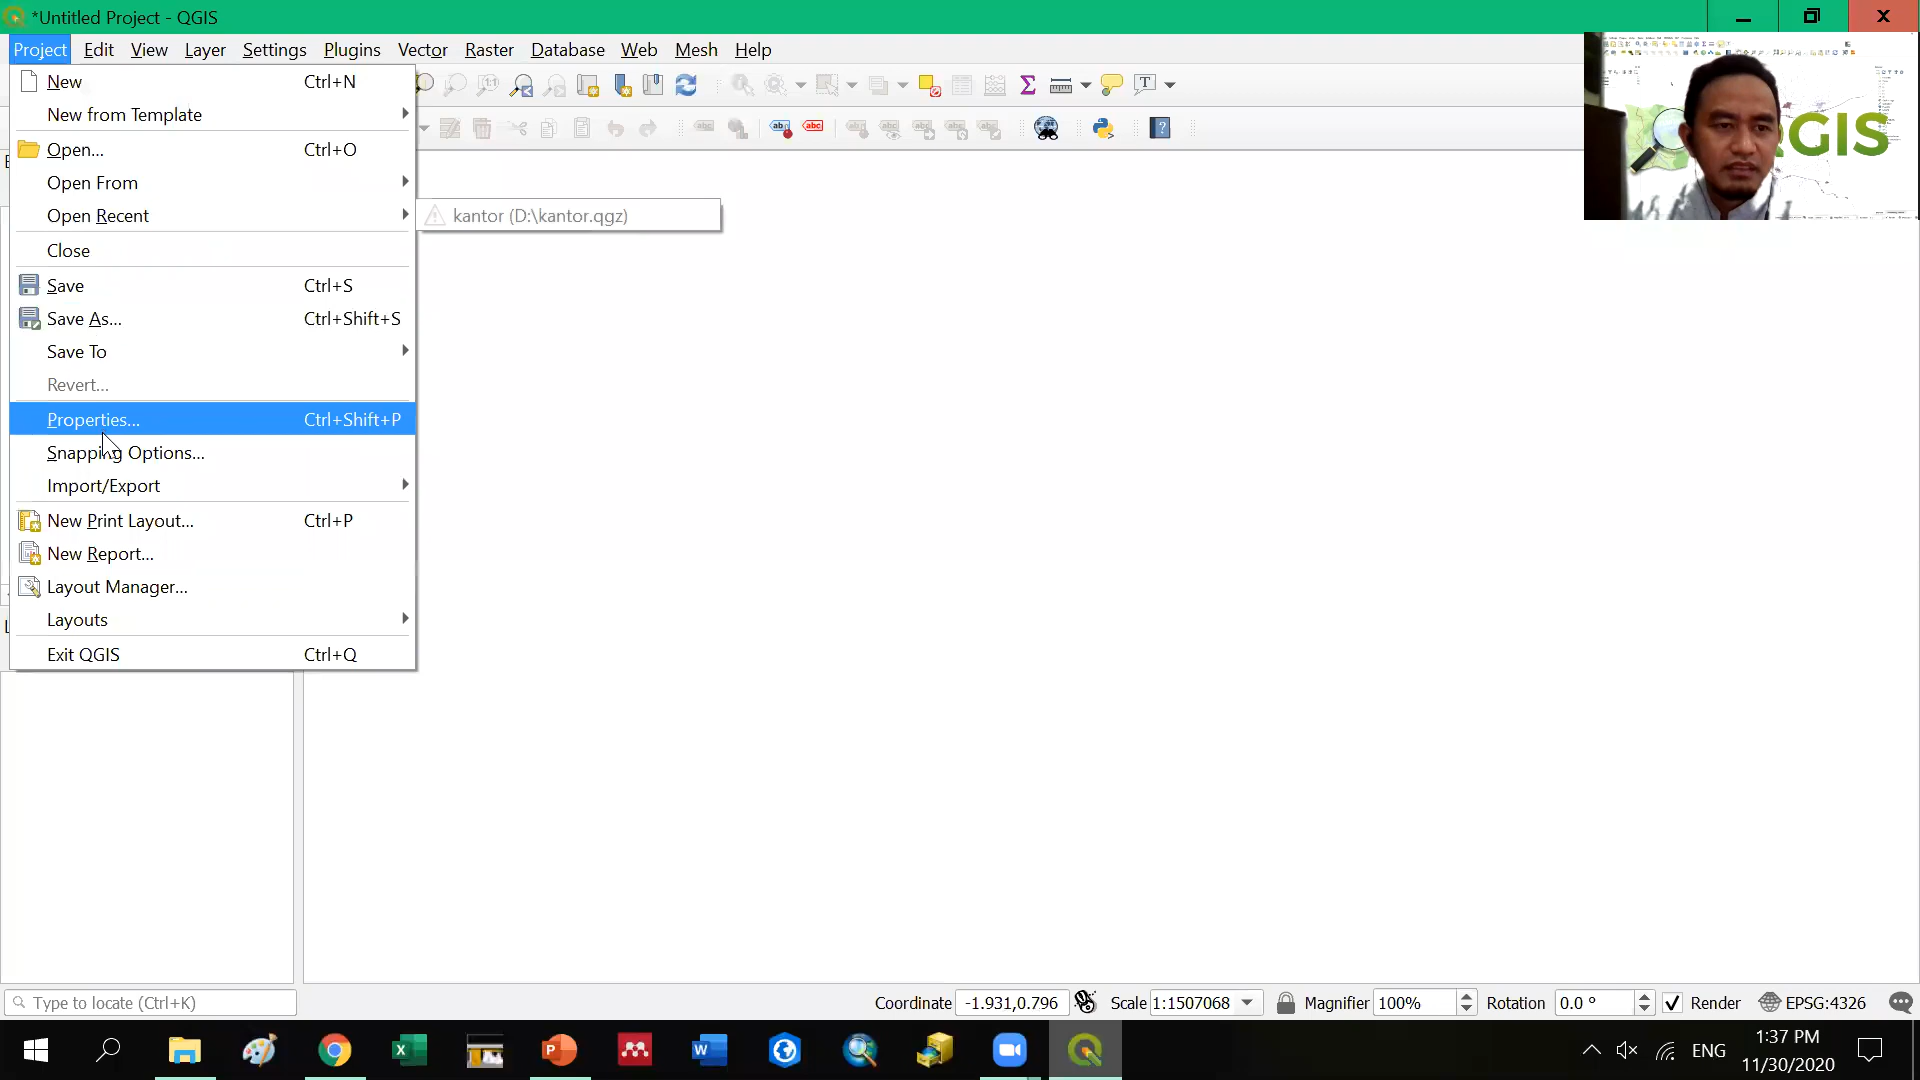 *Untitled Project - QGIS
Project Edit View Layer Settings Plugins Vector Raster Database Web Mesh Help
New Ctrl+N
New from Template
Open... Ctrl+O
Open From
Open Recent
kantor (D:\kantor.qgz)
Close
Save Ctrl+S
Save As... Ctrl+Shift+S
Save To
Revert...
Properties... Ctrl+Shift+P
Snapping Options...
Import/Export
New Print Layout... Ctrl+P
New Report...
Layout Manager...
Layouts
Exit QGIS Ctrl+Q
abc
abc
GIS
Type to locate (Ctrl+K)
Coordinate -1.931,0.796 Scale 1:1507068 Magnifier 100% Rotation 0.0 ° Render EPSG:4326
ENG
1:37 PM
11/30/2020